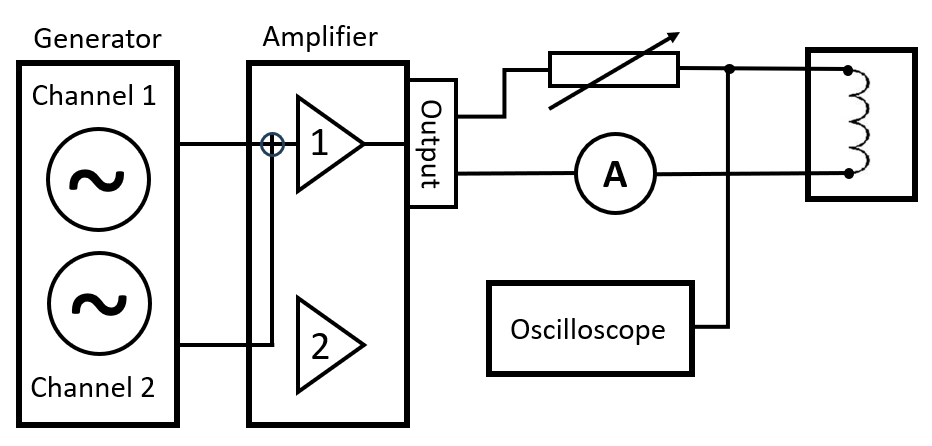 Generator
Amplifier
Channel 1
1
Output
A
2
Oscilloscope
Channel 2